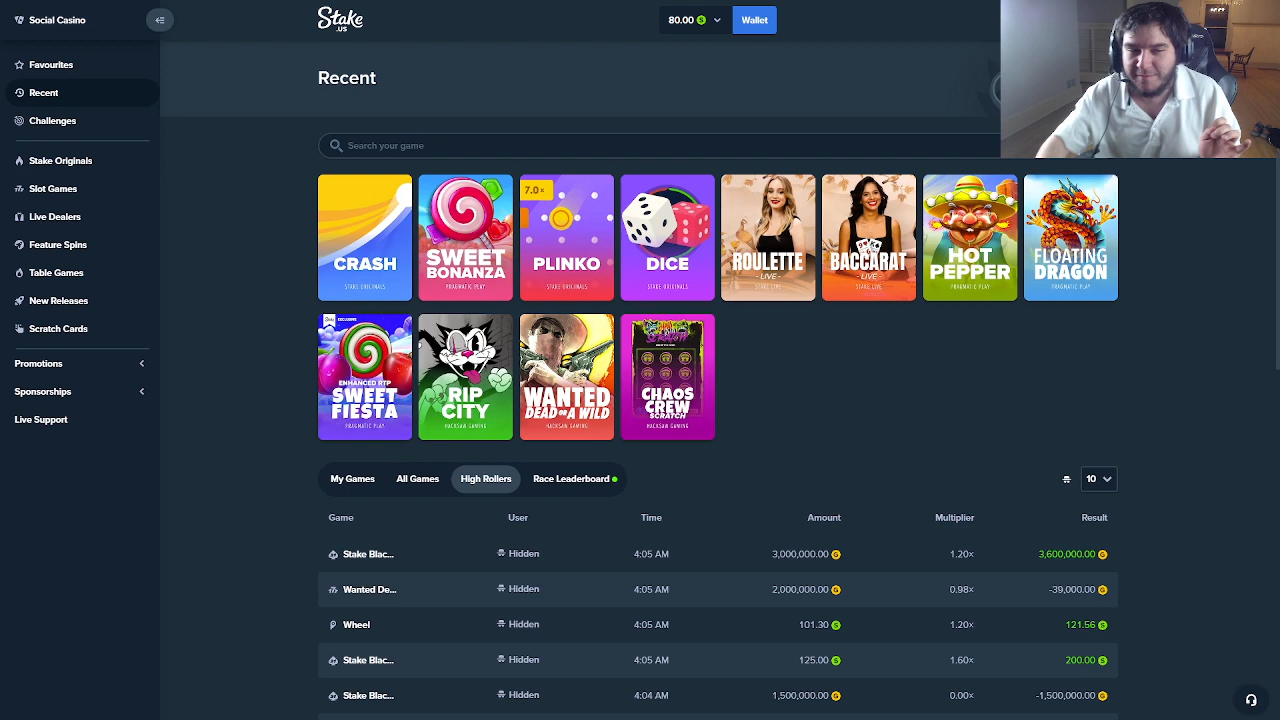 Social Casino
Stake
.US
80.00 S
Wallet
Favourites
Recent
Challenges
Stake Originals
Slot Games
Live Dealers
Feature Spins
Table Games
New Releases
Scratch Cards
Promotions
Sponsorships
Live Support
Recent
Search your game
CRASH
STAKE ORIGINALS
SWEET
BONANZA
PRAGMATIC PLAY
7.0×
PLINKO
STAKE ORIGINALS
DICE
STAKE ORIGINALS
ROULETTE
- LIVE -
STAKE LIVE
BACCARAT
- LIVE -
STAKE LIVE
HOT
PEPPER
PRAGMATIC PLAY
FLOATING
DRAGON
PRAGMATIC PLAY
Stake EXCLUSIVES
ENHANCED RTP
SWEET
FIESTA
PRAGMATIC PLAY
RIP
CITY
HACKSAW GAMING
WANTED
DEAD OR A WILD
HACKSAW GAMING
CHAOS
CREW
SCRATCH
HACKSAW GAMING
My Games All Games High Rollers Race Leaderboard
10
Game User Time Amount Multiplier Result
Stake Blac... Hidden 4:05 AM 3,000,000.00 G 1.20× 3,600,000.00 G
Wanted De... Hidden 4:05 AM 2,000,000.00 G 0.98× -39,000.00 G
Wheel Hidden 4:05 AM 101.30 S 1.20× 121.56 S
Stake Blac... Hidden 4:05 AM 125.00 S 1.60× 200.00 S
Stake Blac... Hidden 4:04 AM 1,500,000.00 G 0.00× -1,500,000.00 G